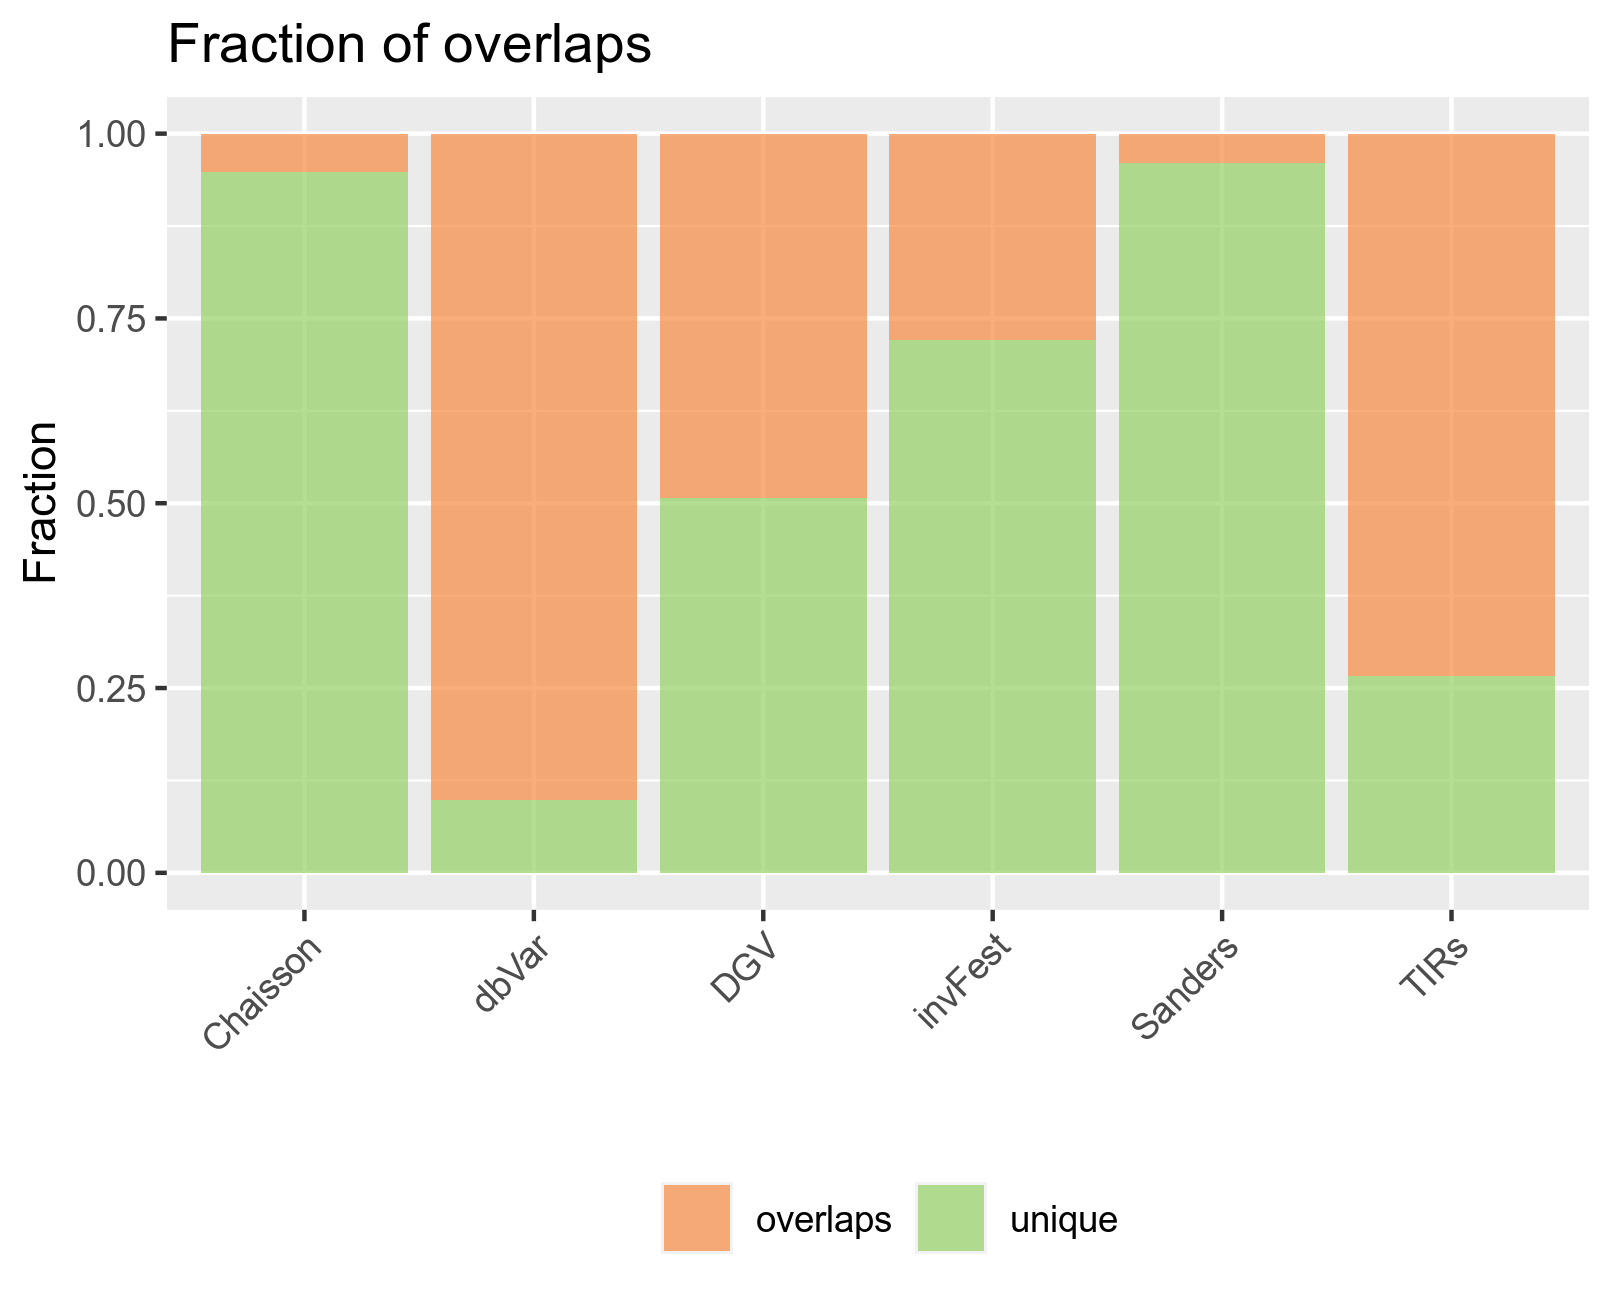 Fraction of overlaps
Fraction
1.00
0.75
0.50
0.25
0.00
Chaisson
dbVar
DGV
invFest
Sanders
TIRs
overlaps
unique